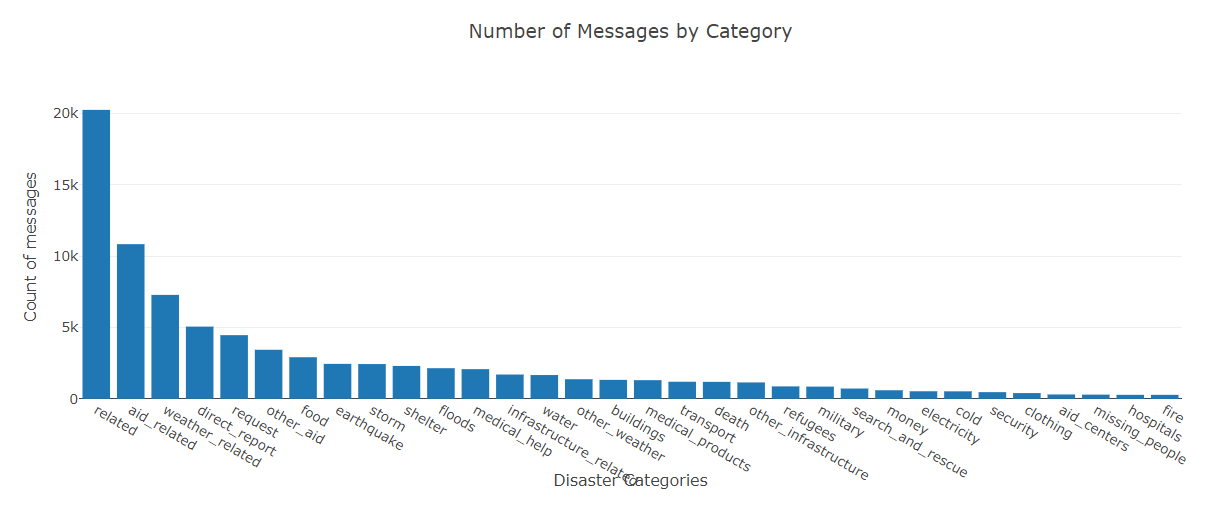 Number of Messages by Category
Count of messages
20k
15k
10k
5k
0
related
aid_related
weather_related
direct_report
request
other_aid
food
earthquake
storm
shelter
floods
medical_help
infrastructure_related
water
other_weather
buildings
medical_products
transport
death
other_infrastructure
refugees
military
search_and_rescue
money
electricity
cold
security
clothing
aid_centers
missing_people
hospitals
fire
Disaster Categories